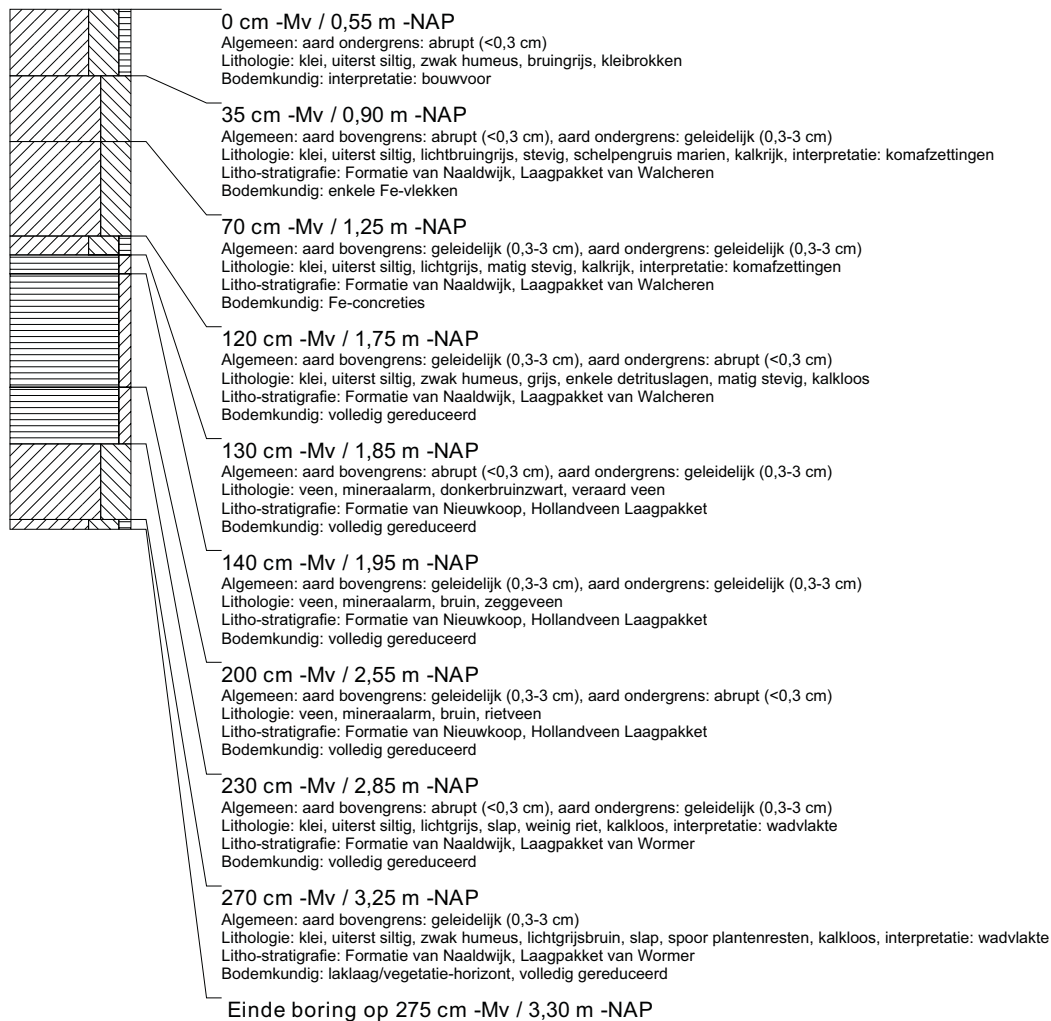 0 cm -Mv / 0,55 m -NAP
Algemeen: aard ondergrens: abrupt (<0,3 cm)
Lithologie: klei, uiterst siltig, zwak humeus, bruingrijs, kleibrokken
Bodemkundig: interpretatie: bouwvoor
35 cm -Mv / 0,90 m -NAP
Algemeen: aard bovengrens: abrupt (<0,3 cm), aard ondergrens: geleidelijk (0,3-3 cm)
Lithologie: klei, uiterst siltig, lichtbruingrijs, stevig, schelpengruis marien, kalkrijk, interpretatie: komafzettingen
Litho-stratigrafie: Formatie van Naaldwijk, Laagpakket van Walcheren
Bodemkundig: enkele Fe-vlekken
70 cm -Mv / 1,25 m -NAP
Algemeen: aard bovengrens: geleidelijk (0,3-3 cm), aard ondergrens: geleidelijk (0,3-3 cm)
Lithologie: klei, uiterst siltig, lichtgrijs, matig stevig, kalkrijk, interpretatie: komafzettingen
Litho-stratigrafie: Formatie van Naaldwijk, Laagpakket van Walcheren
Bodemkundig: Fe-concreties
120 cm -Mv / 1,75 m -NAP
Algemeen: aard bovengrens: geleidelijk (0,3-3 cm), aard ondergrens: abrupt (<0,3 cm)
Lithologie: klei, uiterst siltig, zwak humeus, grijs, enkele detrituslagen, matig stevig, kalkloos
Litho-stratigrafie: Formatie van Naaldwijk, Laagpakket van Walcheren
Bodemkundig: volledig gereduceerd
130 cm -Mv / 1,85 m -NAP
Algemeen: aard bovengrens: abrupt (<0,3 cm), aard ondergrens: geleidelijk (0,3-3 cm)
Lithologie: veen, mineraalarm, donkerbruinzwart, veraard veen
Litho-stratigrafie: Formatie van Nieuwkoop, Hollandveen Laagpakket
Bodemkundig: volledig gereduceerd
140 cm -Mv / 1,95 m -NAP
Algemeen: aard bovengrens: geleidelijk (0,3-3 cm), aard ondergrens: geleidelijk (0,3-3 cm)
Lithologie: veen, mineraalarm, bruin, zeggeveen
Litho-stratigrafie: Formatie van Nieuwkoop, Hollandveen Laagpakket
Bodemkundig: volledig gereduceerd
200 cm -Mv / 2,55 m -NAP
Algemeen: aard bovengrens: geleidelijk (0,3-3 cm), aard ondergrens: abrupt (<0,3 cm)
Lithologie: veen, mineraalarm, bruin, rietveen
Litho-stratigrafie: Formatie van Nieuwkoop, Hollandveen Laagpakket
Bodemkundig: volledig gereduceerd
230 cm -Mv / 2,85 m -NAP
Algemeen: aard bovengrens: abrupt (<0,3 cm), aard ondergrens: geleidelijk (0,3-3 cm)
Lithologie: klei, uiterst siltig, lichtgrijs, slap, weinig riet, kalkloos, interpretatie: wadvlakte
Litho-stratigrafie: Formatie van Naaldwijk, Laagpakket van Wormer
Bodemkundig: volledig gereduceerd
270 cm -Mv / 3,25 m -NAP
Algemeen: aard bovengrens: geleidelijk (0,3-3 cm)
Lithologie: klei, uiterst siltig, zwak humeus, lichtgrijsbruin, slap, spoor plantenresten, kalkloos, interpretatie: wadvlakte
Litho-stratigrafie: Formatie van Naaldwijk, Laagpakket van Wormer
Bodemkundig: laklaag/vegetatie-horizont, volledig gereduceerd
Einde boring op 275 cm -Mv / 3,30 m -NAP